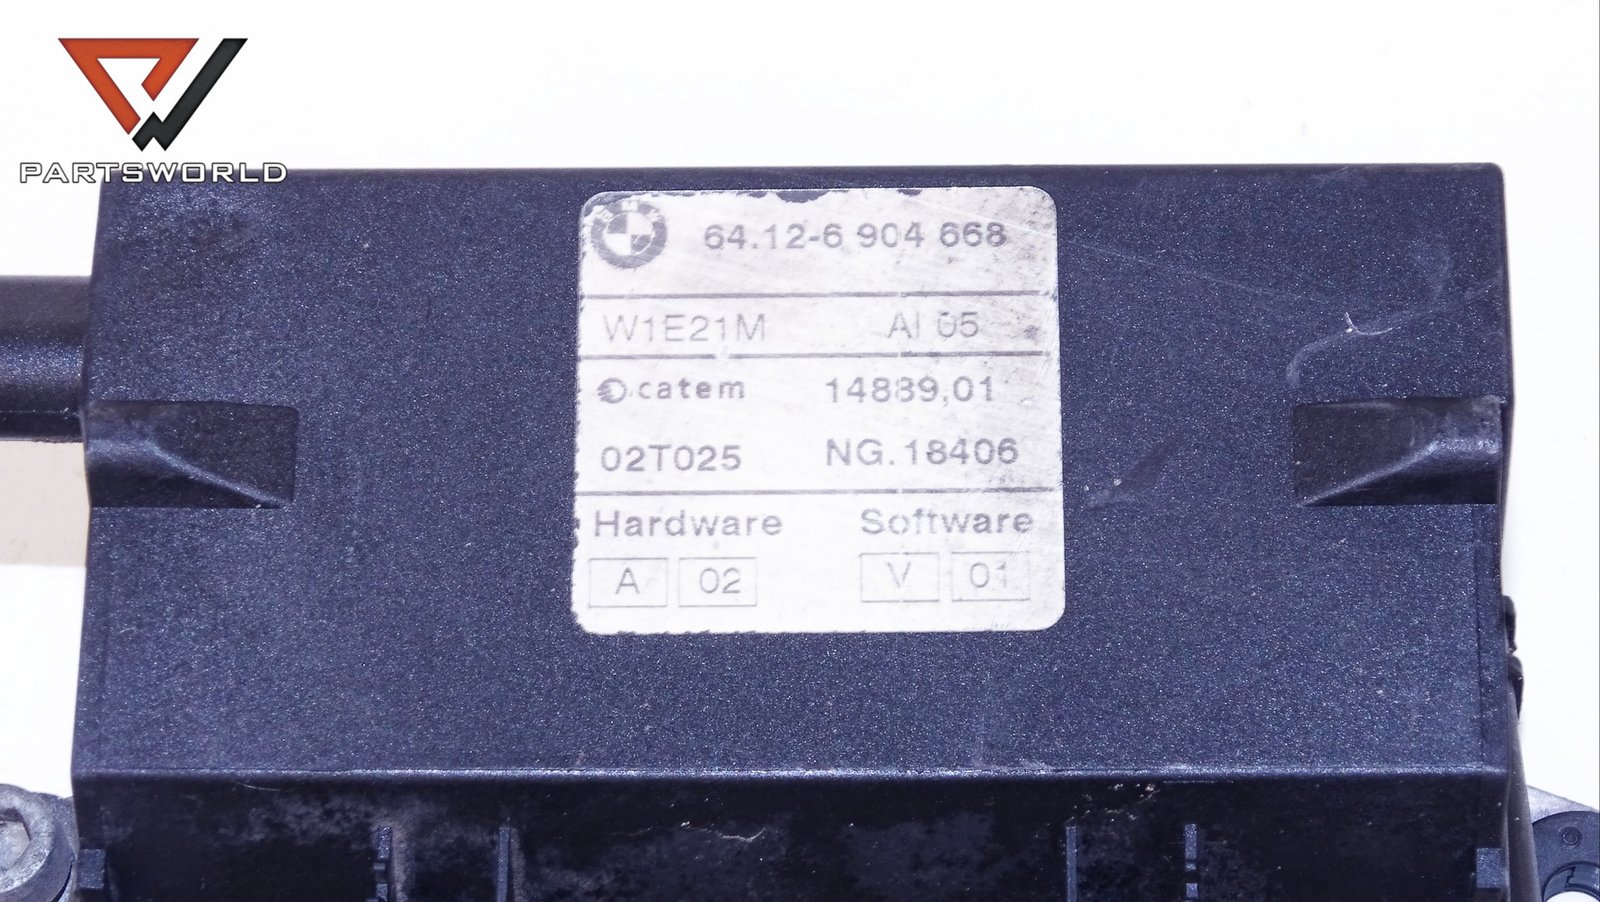 PARTSWORLD
64.12-6 904 668
W1E21M AI 05
catem 14889,01
02T025 NG.18406
Hardware Software
A 02 V 01